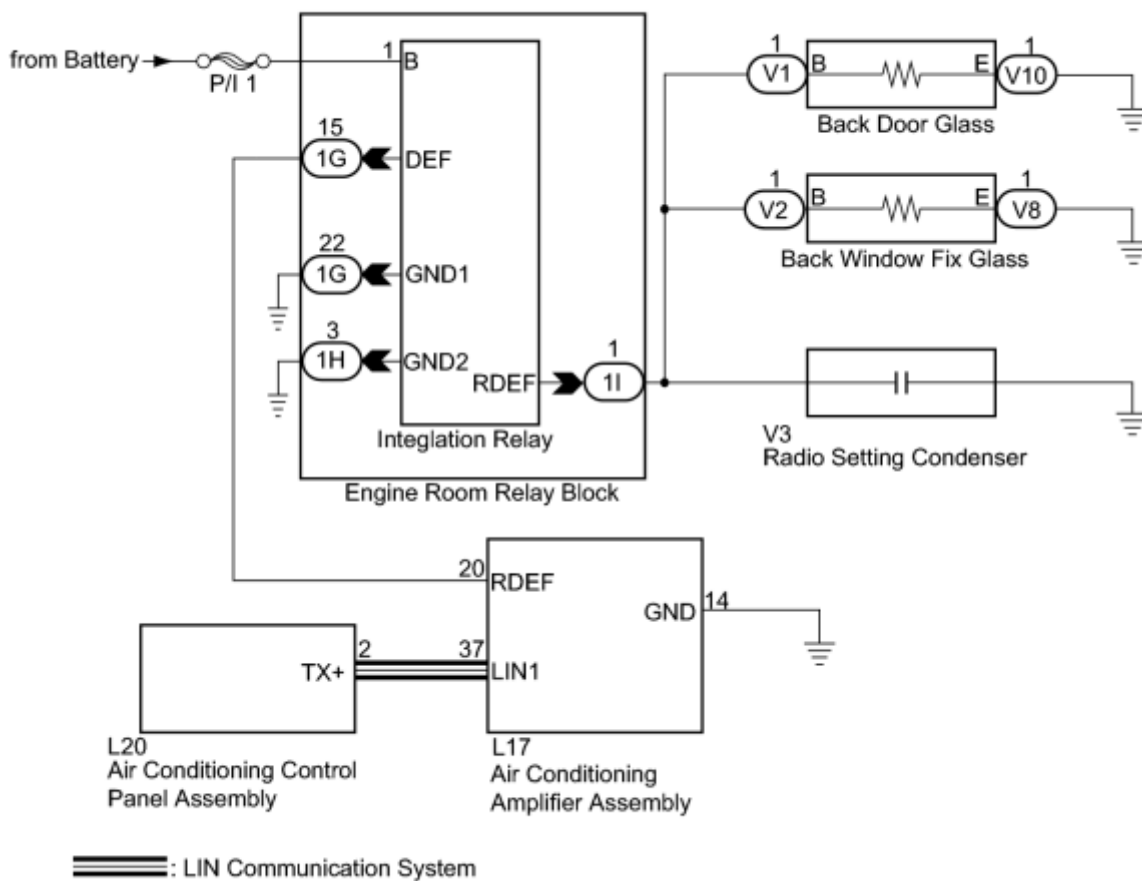 from Battery
P/I 1
1
B
15
1G
DEF
22
1G
GND1
3
1H
GND2
RDEF
1
1I
Integlation Relay
Engine Room Relay Block
1
V1
B
E
1
V10
Back Door Glass
1
V2
B
E
1
V8
Back Window Fix Glass
V3
Radio Setting Condenser
20
RDEF
GND
14
TX+
2
37
LIN1
L20
Air Conditioning Control
Panel Assembly
L17
Air Conditioning
Amplifier Assembly
: LIN Communication System